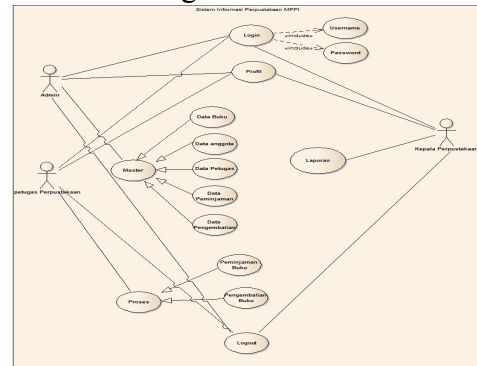 Sistem Informasi Perpustakaan MPPI
Login
Username
<include>
<include>
Password
Profil
Admin
Kepala Perpustakaan
Data Buku
Data anggota
Laporan
Master
Data Petugas
petugas Perpustakaan
Data
Peminjaman
Data
Pengembalian
Peminjaman
Buku
Proses
Pengembalian
Buku
Logout